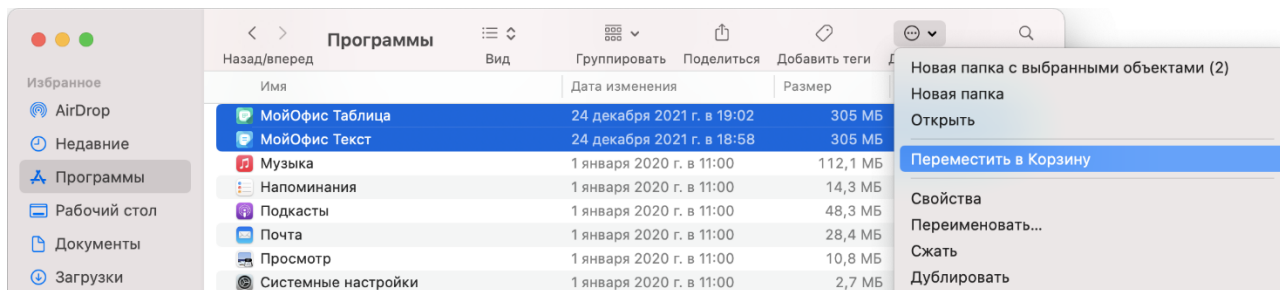 Программы
Назад/вперед
Вид
Группировать
Поделиться
Добавить теги
Избранное
AirDrop
Недавние
Программы
Рабочий стол
Документы
Загрузки
Имя Дата изменения Размер
МойОфис Таблица 24 декабря 2021 г. в 19:02 305 МБ
МойОфис Текст 24 декабря 2021 г. в 18:58 305 МБ
Музыка 1 января 2020 г. в 11:00 112,1 МБ
Напоминания 1 января 2020 г. в 11:00 14,3 МБ
Подкасты 1 января 2020 г. в 11:00 48,3 МБ
Почта 1 января 2020 г. в 11:00 28,4 МБ
Просмотр 1 января 2020 г. в 11:00 10,8 МБ
Системные настройки 1 января 2020 г. в 11:00 2,7 МБ
Новая папка с выбранными объектами (2)
Новая папка
Открыть
Переместить в Корзину
Свойства
Переименовать...
Сжать
Дублировать